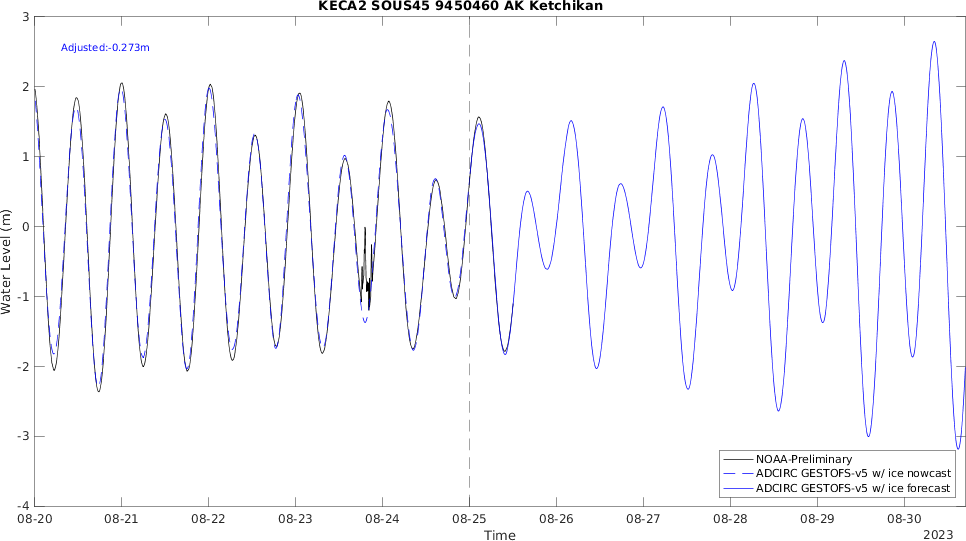 KECA2 SOUS45 9450460 AK Ketchikan
Adjusted:-0.273m
Water Level (m)
3
2
1
0
-1
-2
-3
-4
NOAA-Preliminary
ADCIRC GESTOFS-v5 w/ ice nowcast
ADCIRC GESTOFS-v5 w/ ice forecast
08-20 08-21 08-22 08-23 08-24 08-25 08-26 08-27 08-28 08-29 08-30
Time
2023